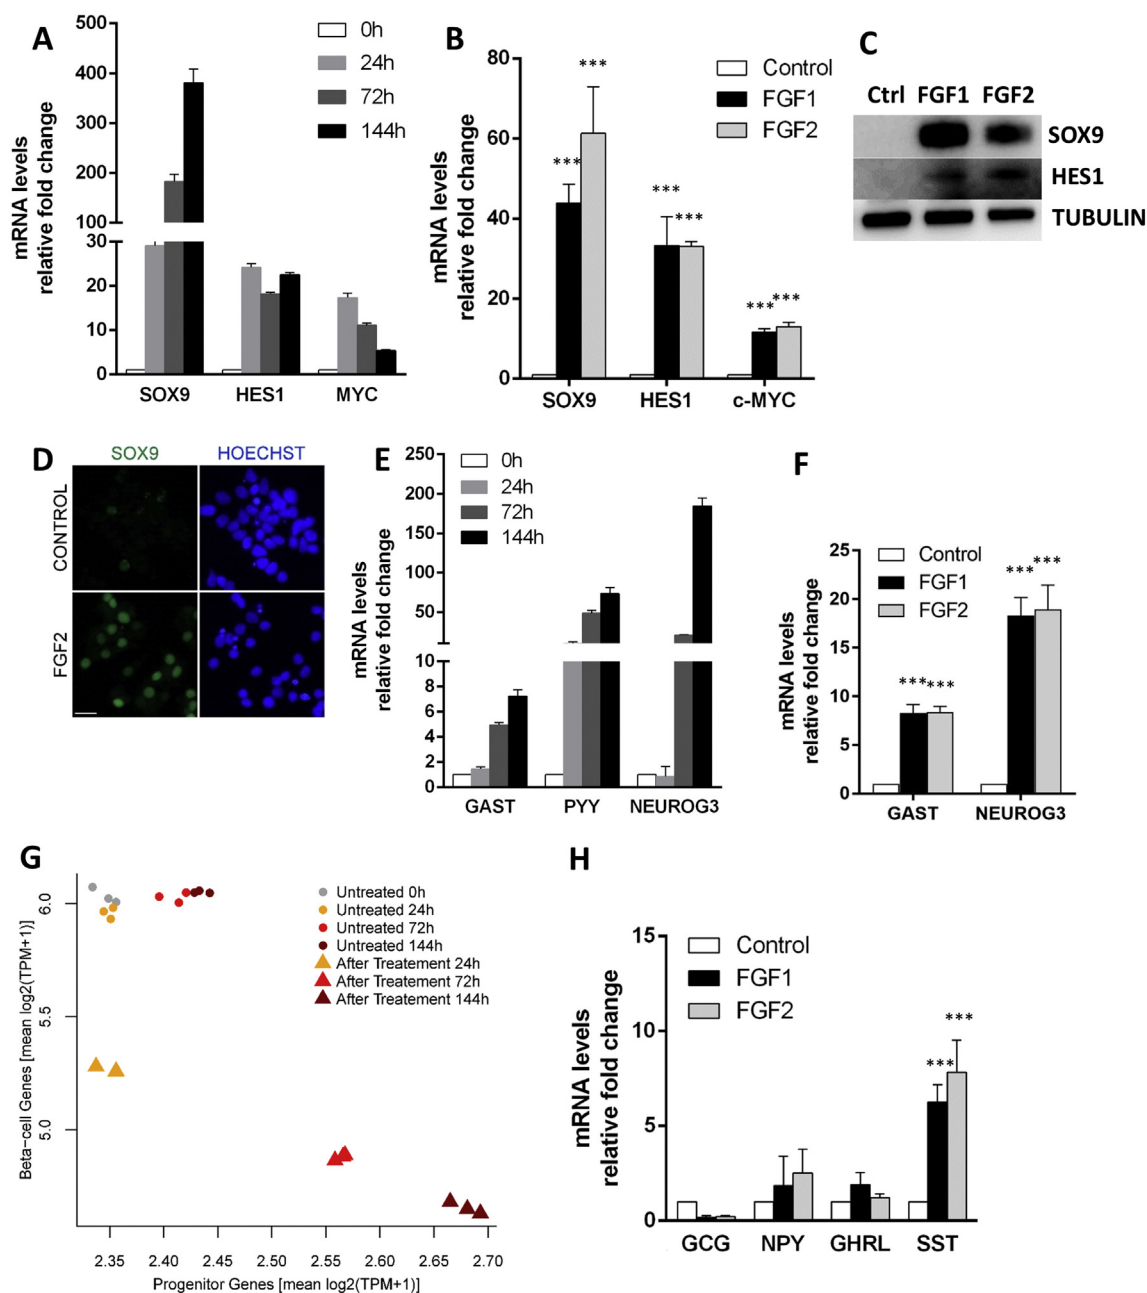 A
mRNA levels
relative fold change
500
400
300
200
100
30
20
10
0
0h
24h
72h
144h
SOX9 HES1 MYC
B
mRNA levels
relative fold change
80
60
40
20
0
Control
FGF1
FGF2
***
***
***
***
***
***
SOX9 HES1 c-MYC
C
Ctrl FGF1 FGF2
SOX9
HES1
TUBULIN
D
SOX9 HOECHST
CONTROL
FGF2
E
mRNA levels
relative fold change
250
200
150
100
50
8
6
4
2
0
0h
24h
72h
144h
GAST PYY NEUROG3
F
mRNA levels
relative fold change
25
20
15
10
5
0
Control
FGF1
FGF2
*** ***
*** ***
GAST NEUROG3
G
Beta-cell Genes [mean log2(TPM+1)]
6.0
5.5
5.0
Untreated 0h
Untreated 24h
Untreated 72h
Untreated 144h
After Treatement 24h
After Treatement 72h
After Treatement 144h
2.35 2.40 2.45 2.50 2.55 2.60 2.65 2.70
Progenitor Genes [mean log2(TPM+1)]
H
mRNA levels
relative fold change
15
10
5
0
Control
FGF1
FGF2
***
***
GCG NPY GHRL SST